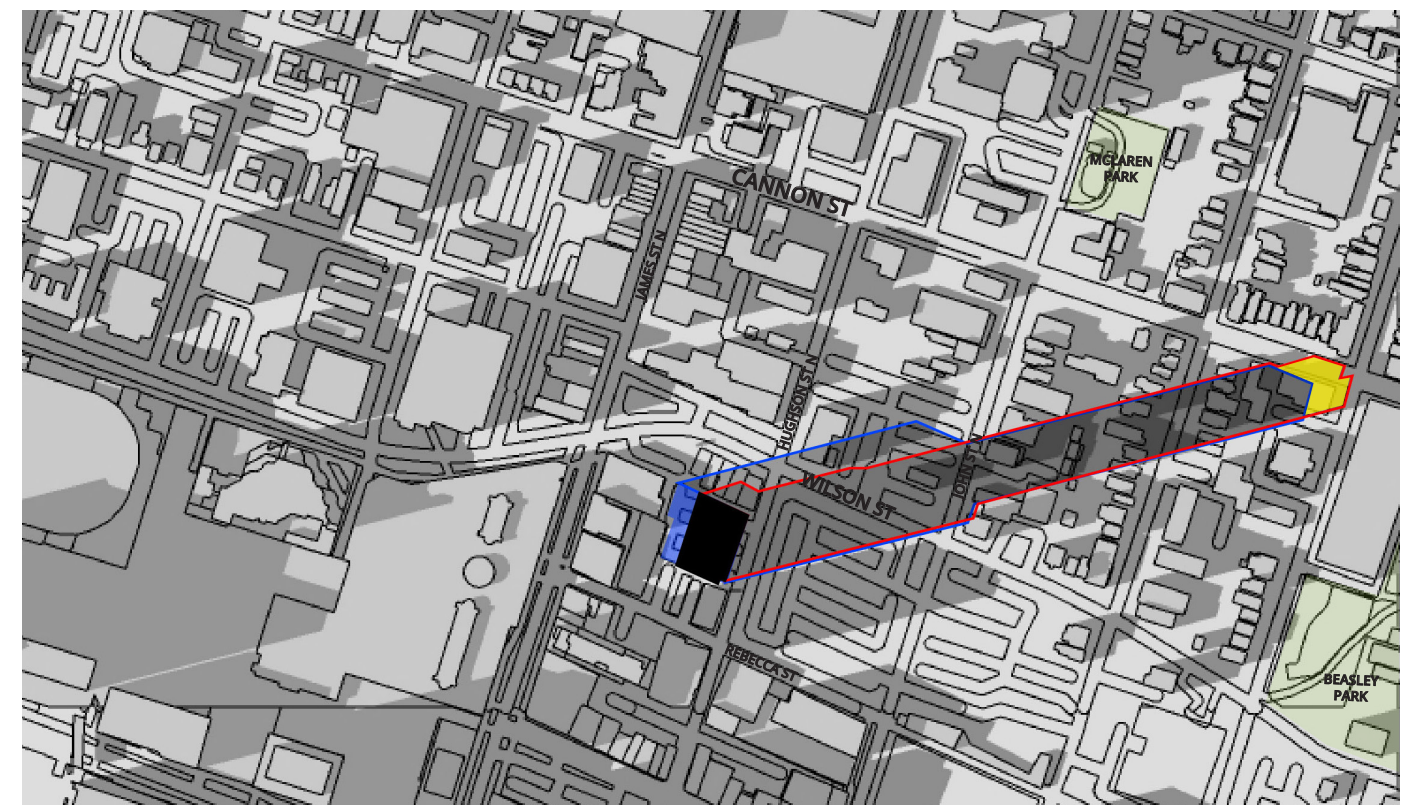 MCLAREN
PARK
CANNON ST
JAMES ST N
HUGHSON ST N
JOHN ST N
WILSON ST
REBECCA ST
BEASLEY
PARK